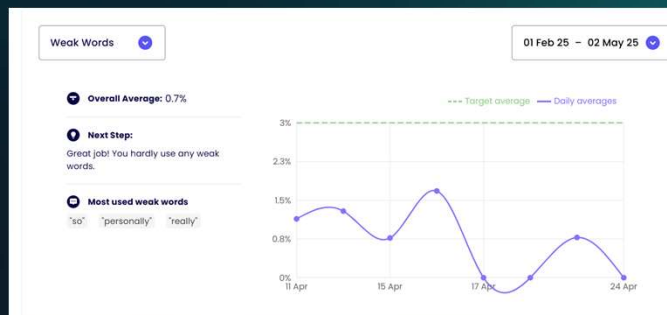 Weak Words
01 Feb 25 – 02 May 25
Overall Average: 0.7%
Next Step:
Great job! You hardly use any weak
words.
Most used weak words
"so" "personally" "really"
Target average Daily averages
3%
2.3%
1.5%
0.8%
0%
11 Apr 15 Apr 17 Apr 24 Apr